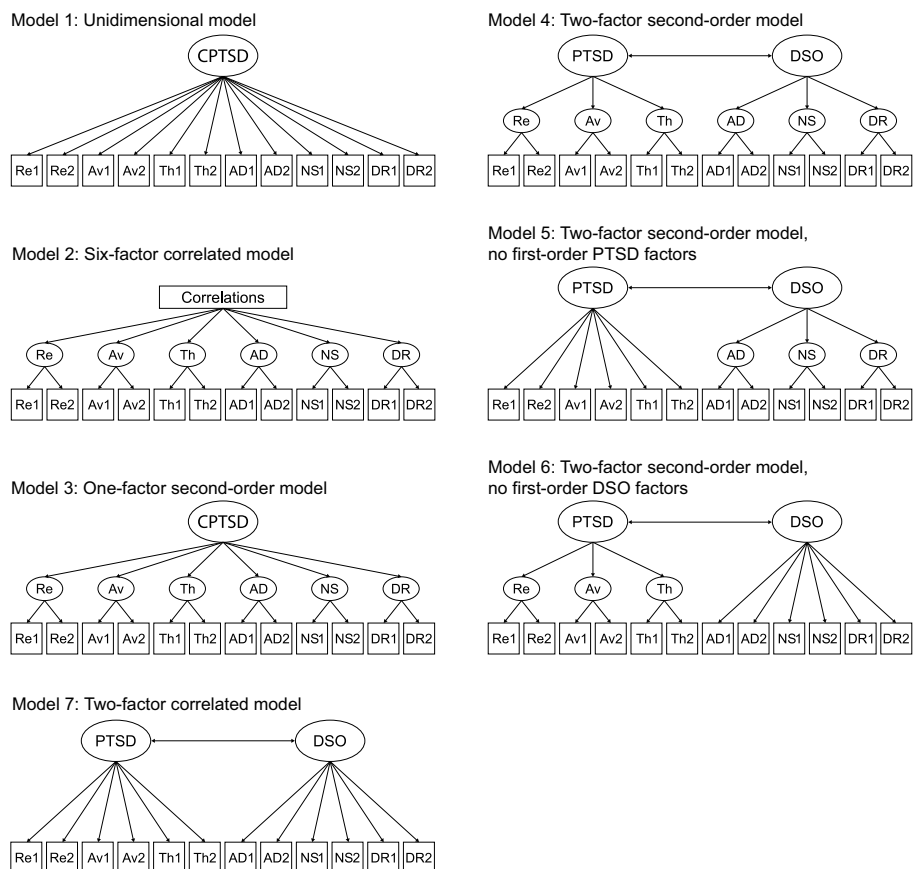 Model 1: Unidimensional model
CPTSD
Re1 Re2 Av1 Av2 Th1 Th2 AD1 AD2 NS1 NS2 DR1 DR2
Model 2: Six-factor correlated model
Correlations
Re Av Th AD NS DR
Re1 Re2 Av1 Av2 Th1 Th2 AD1 AD2 NS1 NS2 DR1 DR2
Model 3: One-factor second-order model
CPTSD
Re Av Th AD NS DR
Re1 Re2 Av1 Av2 Th1 Th2 AD1 AD2 NS1 NS2 DR1 DR2
Model 7: Two-factor correlated model
PTSD DSO
Re1 Re2 Av1 Av2 Th1 Th2 AD1 AD2 NS1 NS2 DR1 DR2
Model 4: Two-factor second-order model
PTSD DSO
Re Av Th AD NS DR
Re1 Re2 Av1 Av2 Th1 Th2 AD1 AD2 NS1 NS2 DR1 DR2
Model 5: Two-factor second-order model,
no first-order PTSD factors
PTSD DSO
AD NS DR
Re1 Re2 Av1 Av2 Th1 Th2 AD1 AD2 NS1 NS2 DR1 DR2
Model 6: Two-factor second-order model,
no first-order DSO factors
PTSD DSO
Re Av Th
Re1 Re2 Av1 Av2 Th1 Th2 AD1 AD2 NS1 NS2 DR1 DR2